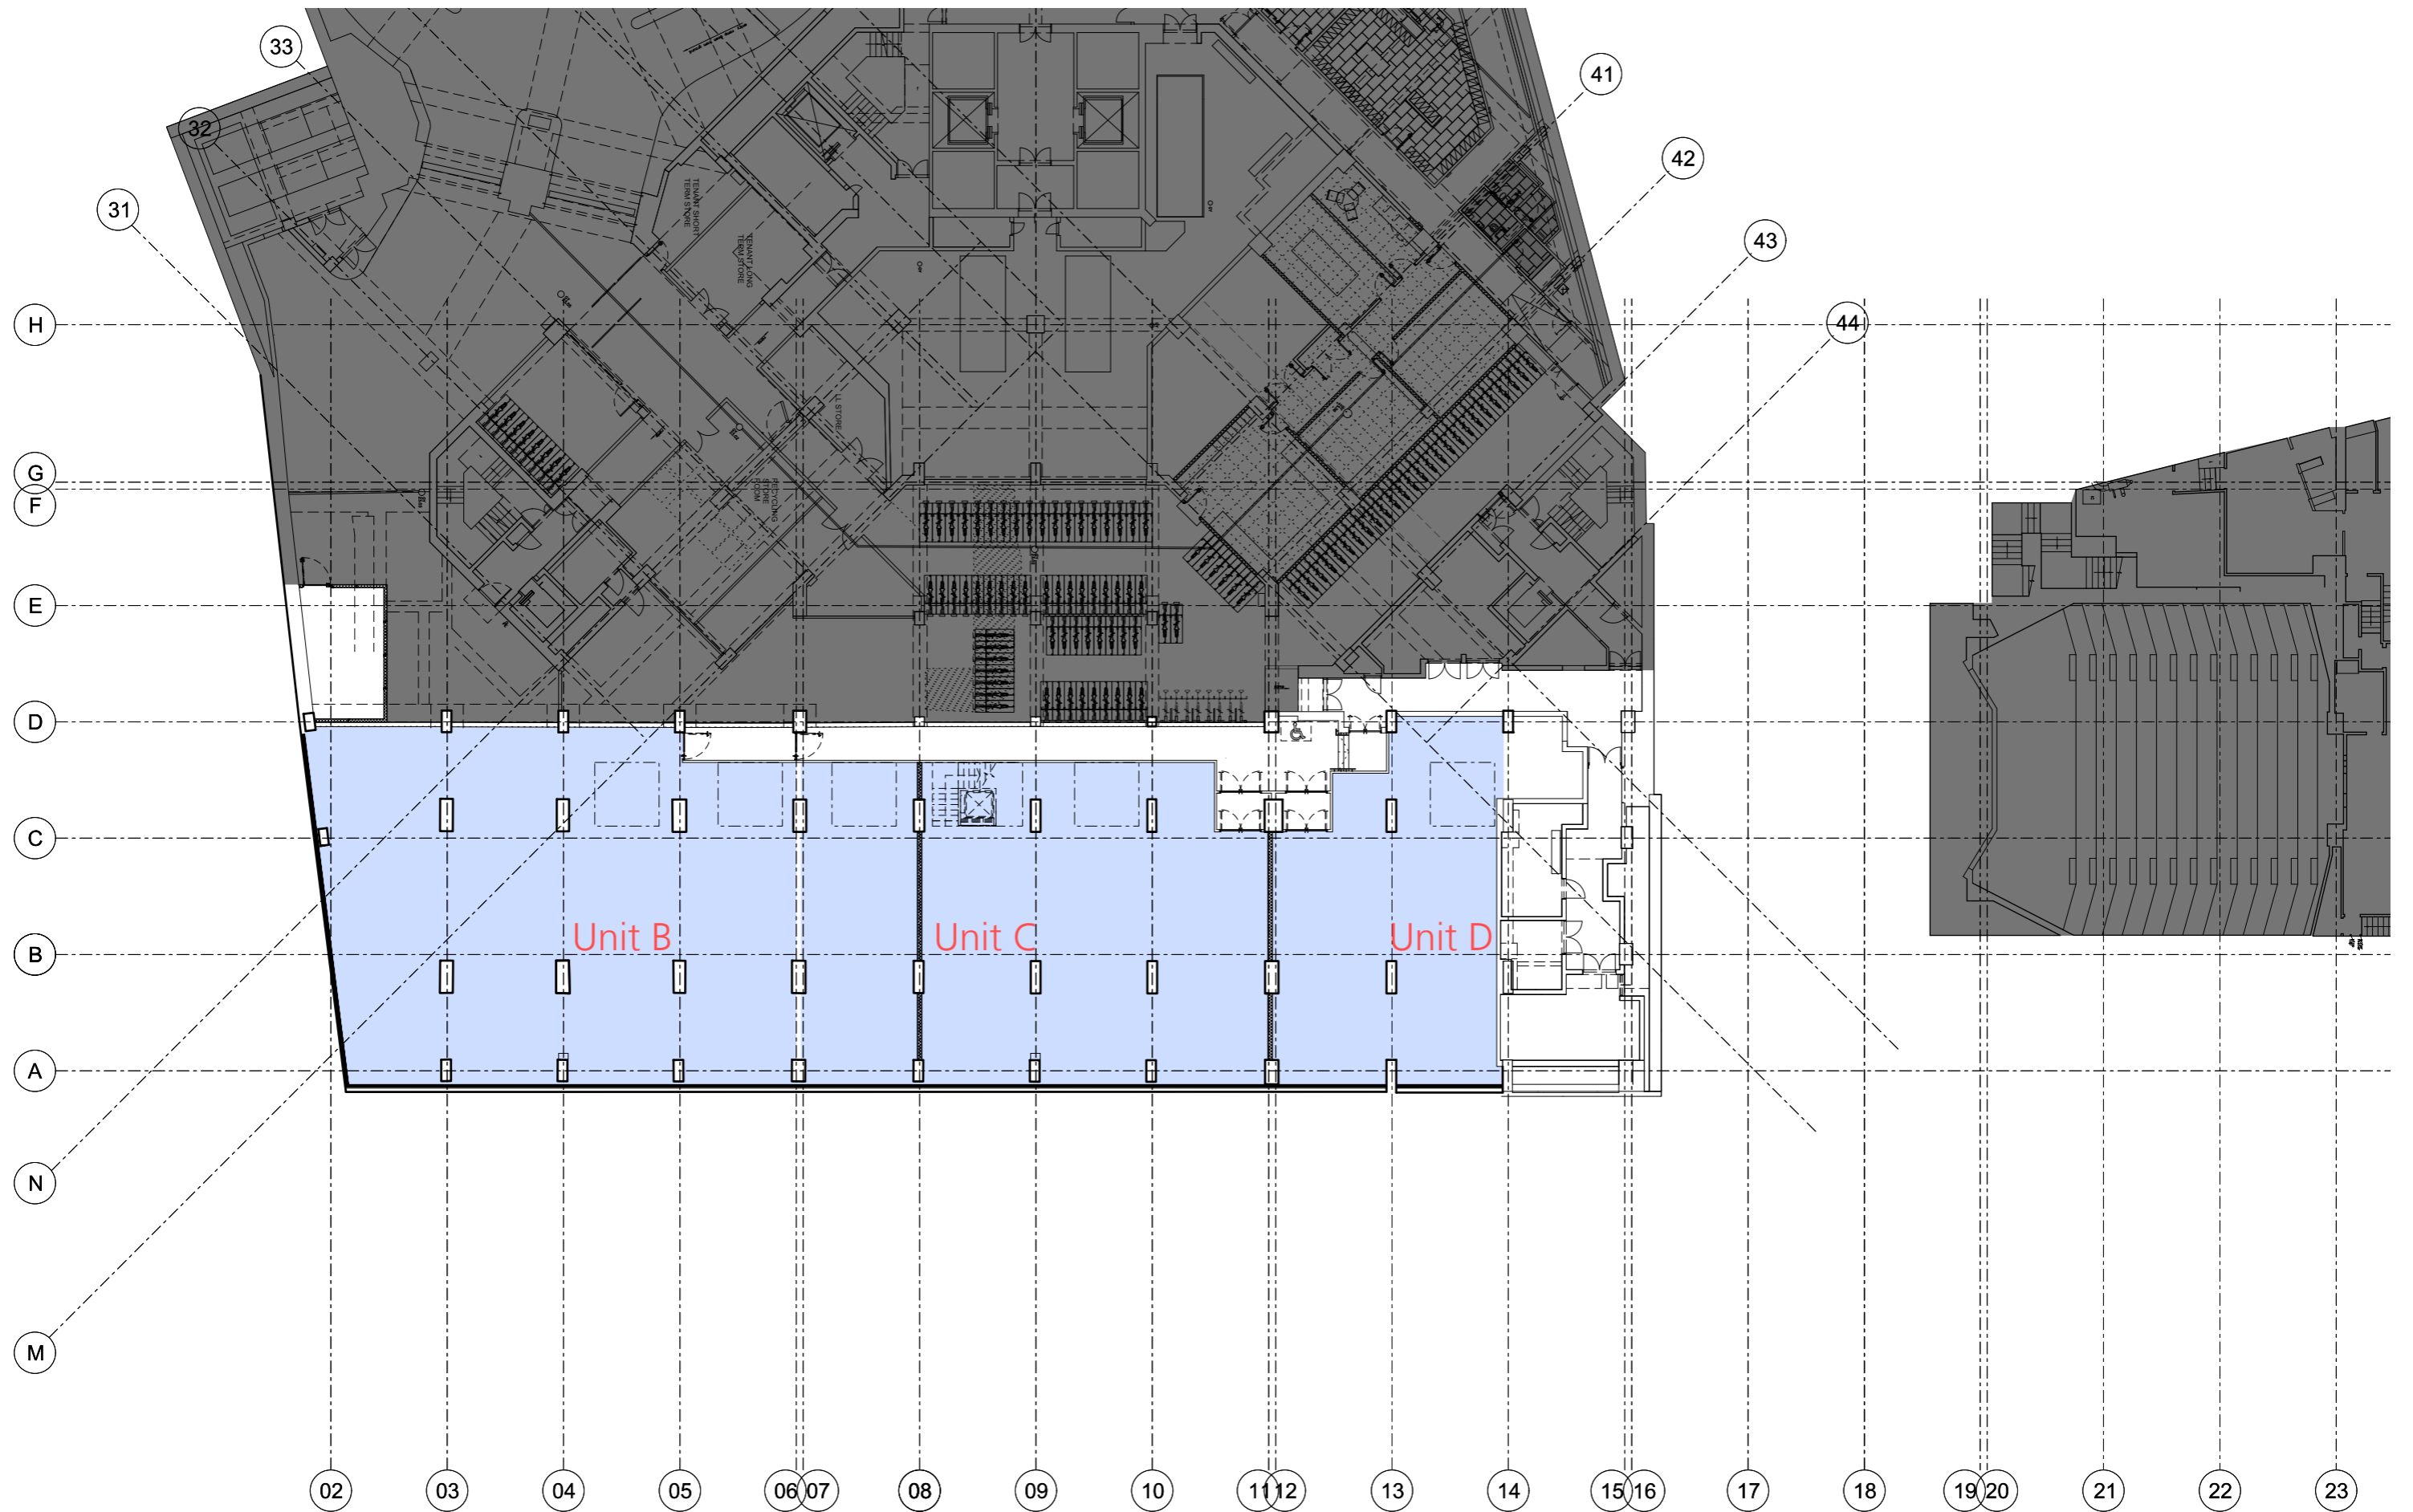 33
41
32
42
TENANT SHORT
TERM STORE
31
TENANT LONG
TERM STORE
43
H
44
LL STORE
G
F
RECYCLING
STORE
ROOM
E
D
C
Unit B
Unit C
Unit D
B
A
N
M
02
03
04
05
06
07
08
09
10
11
12
13
14
15
16
17
18
19
20
21
22
23